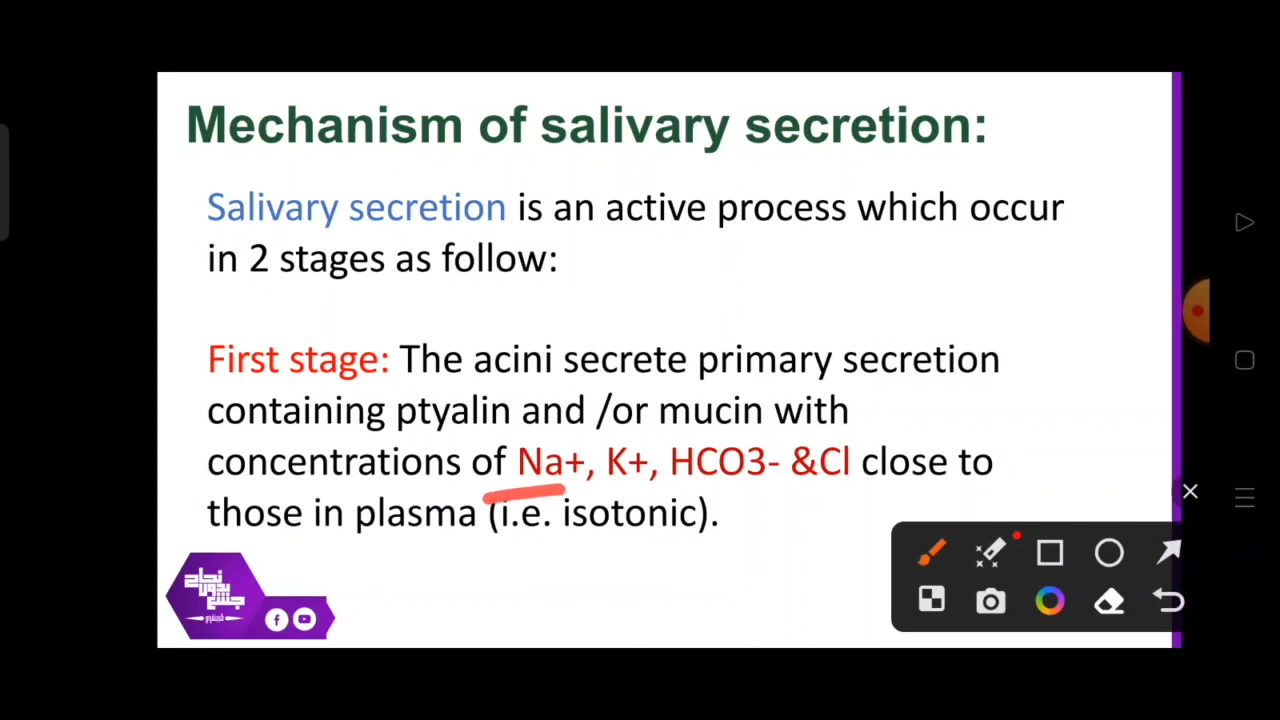 Mechanism of salivary secretion:
Salivary secretion is an active process which occur
in 2 stages as follow:
First stage: The acini secrete primary secretion
containing ptyalin and /or mucin with
concentrations of Na+, K+, HCO3- &Cl close to
those in plasma (i.e. isotonic).
نجاح
بدون